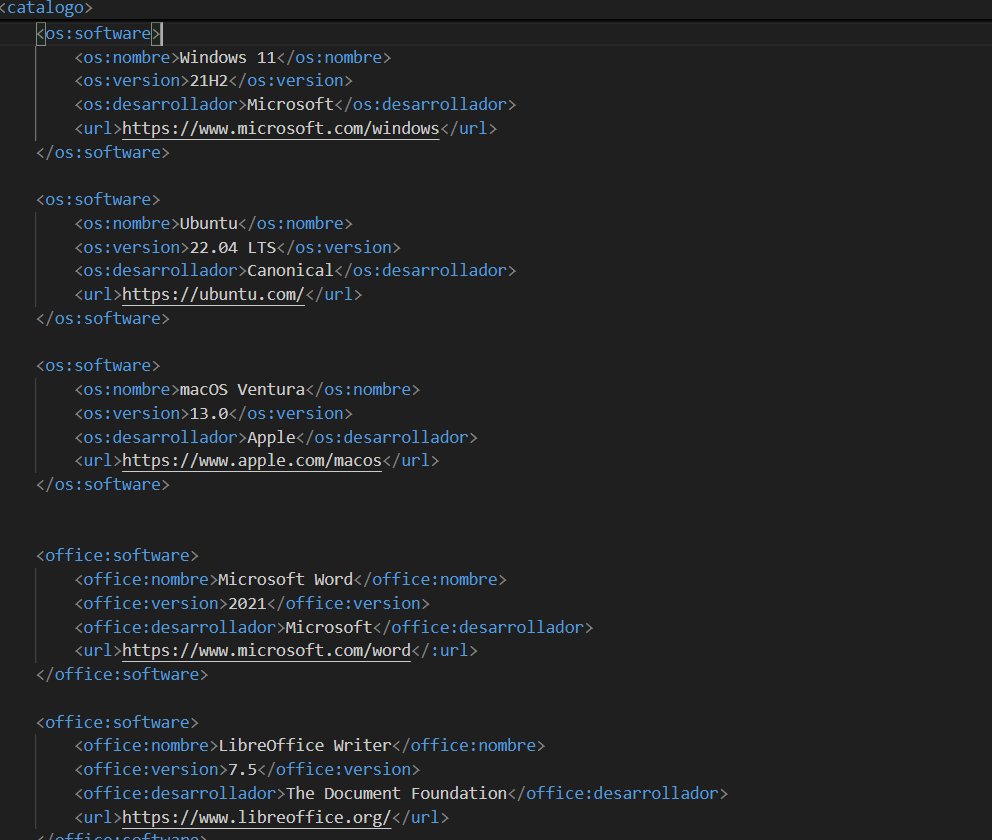 <catalogo>
<os:software>
<os:nombre>Windows 11</os:nombre>
<os:version>21H2</os:version>
<os:desarrollador>Microsoft</os:desarrollador>
<url>https://www.microsoft.com/windows</url>
</os:software>
<os:software>
<os:nombre>Ubuntu</os:nombre>
<os:version>22.04 LTS</os:version>
<os:desarrollador>Canonical</os:desarrollador>
<url>https://ubuntu.com/</url>
</os:software>
<os:software>
<os:nombre>macOS Ventura</os:nombre>
<os:version>13.0</os:version>
<os:desarrollador>Apple</os:desarrollador>
<url>https://www.apple.com/macos</url>
</os:software>
<office:software>
<office:nombre>Microsoft Word</office:nombre>
<office:version>2021</office:version>
<office:desarrollador>Microsoft</office:desarrollador>
<url>https://www.microsoft.com/word</:url>
</office:software>
<office:software>
<office:nombre>LibreOffice Writer</office:nombre>
<office:version>7.5</office:version>
<office:desarrollador>The Document Foundation</office:desarrollador>
<url>https://www.libreoffice.org/</url>
</office:software>